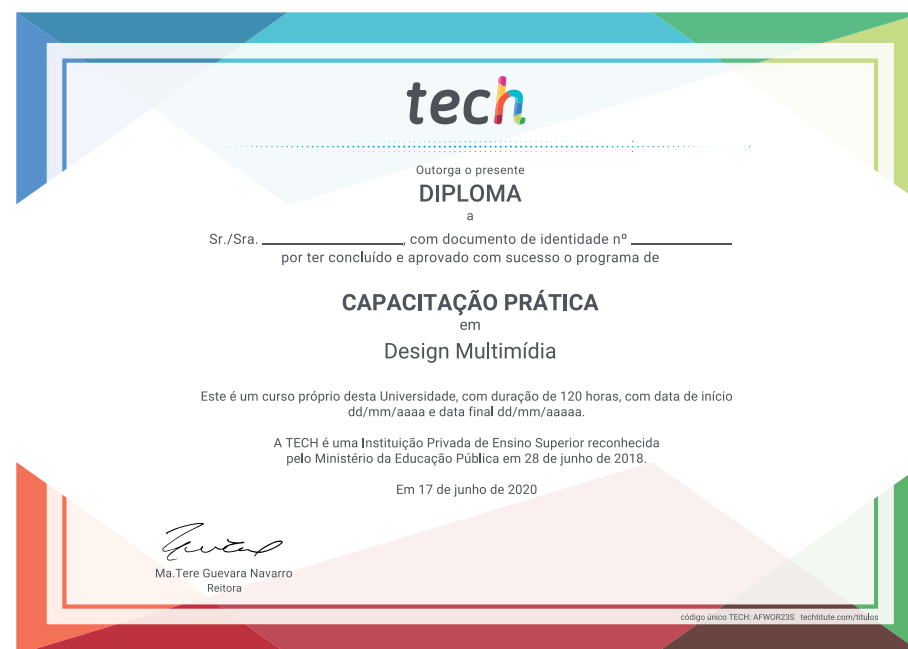 tech
Outorga o presente
DIPLOMA
a
Sr./Sra. ____________, com documento de identidade nº ____________
por ter concluído e aprovado com sucesso o programa de
CAPACITAÇÃO PRÁTICA
em
Design Multimídia
Este é um curso próprio desta Universidade, com duração de 120 horas, com data de início
dd/mm/aaaa e data final dd/mm/aaaaa.
A TECH é uma Instituição Privada de Ensino Superior reconhecida
pelo Ministério da Educação Pública em 28 de junho de 2018.
Em 17 de junho de 2020
Ma.Tere Guevara Navarro
Reitora
código único TECH: AFWOR23S techtitute.com/titulos